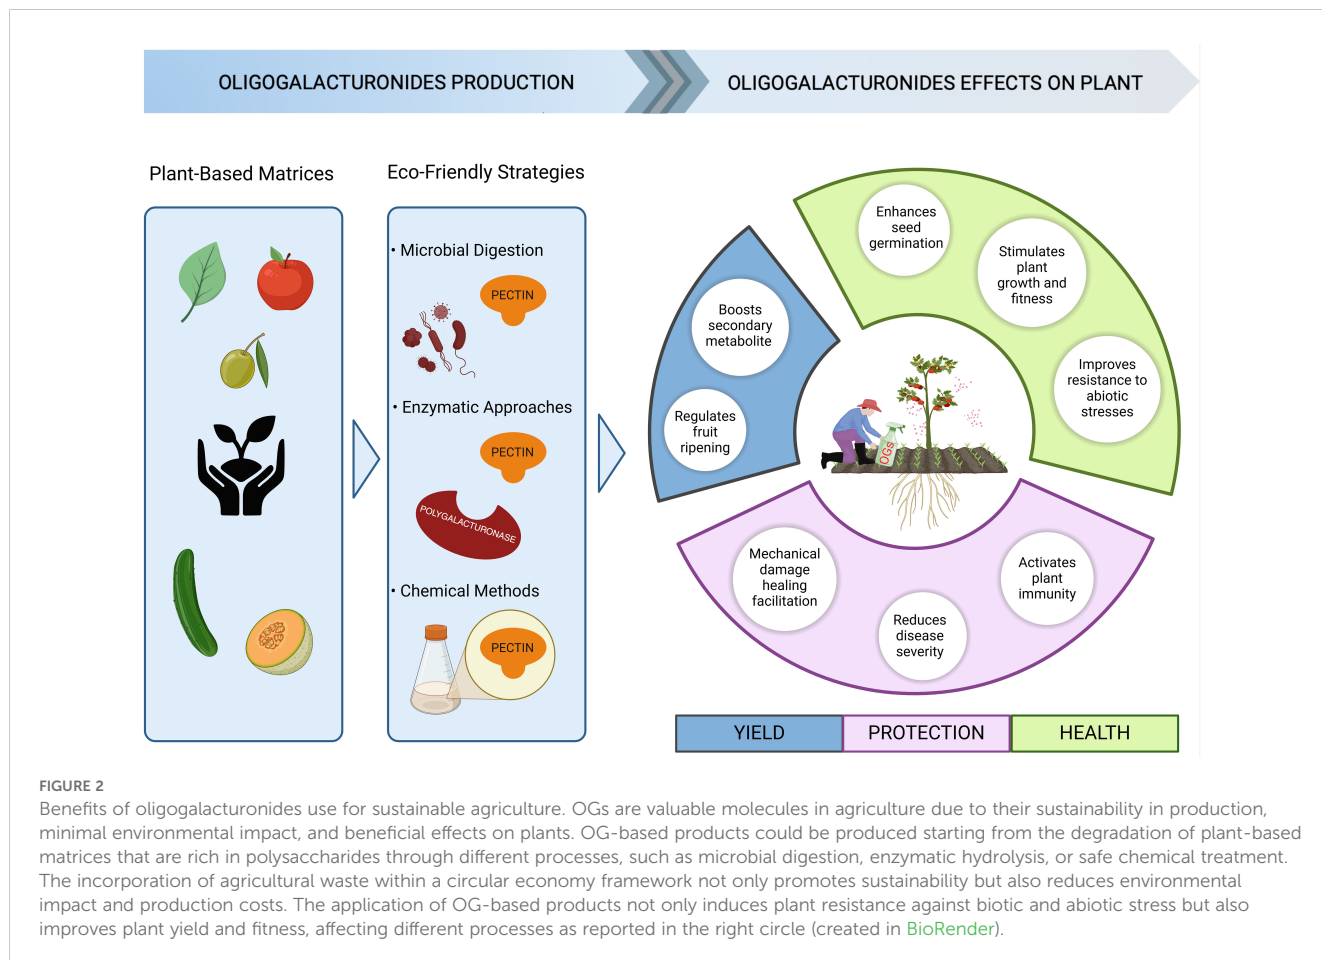 OLIGOGALACTURONIDES PRODUCTION
OLIGOGALACTURONIDES EFFECTS ON PLANT
Plant-Based Matrices
Eco-Friendly Strategies
• Microbial Digestion
PECTIN
• Enzymatic Approaches
PECTIN
POLYGALACTURONASE
• Chemical Methods
PECTIN
Boosts
secondary
metabolite
Regulates
fruit
ripening
Enhances
seed
germination
Stimulates
plant
growth and
fitness
Improves
resistance to
abiotic
stresses
OGs
Mechanical
damage
healing
facilitation
Reduces
disease
severity
Activates
plant
immunity
YIELD
PROTECTION
HEALTH
FIGURE 2
Benefits of oligogalacturonides use for sustainable agriculture. OGs are valuable molecules in agriculture due to their sustainability in production,
minimal environmental impact, and beneficial effects on plants. OG-based products could be produced starting from the degradation of plant-based
matrices that are rich in polysaccharides through different processes, such as microbial digestion, enzymatic hydrolysis, or safe chemical treatment.
The incorporation of agricultural waste within a circular economy framework not only promotes sustainability but also reduces environmental
impact and production costs. The application of OG-based products not only induces plant resistance against biotic and abiotic stress but also
improves plant yield and fitness, affecting different processes as reported in the right circle (created in BioRender).